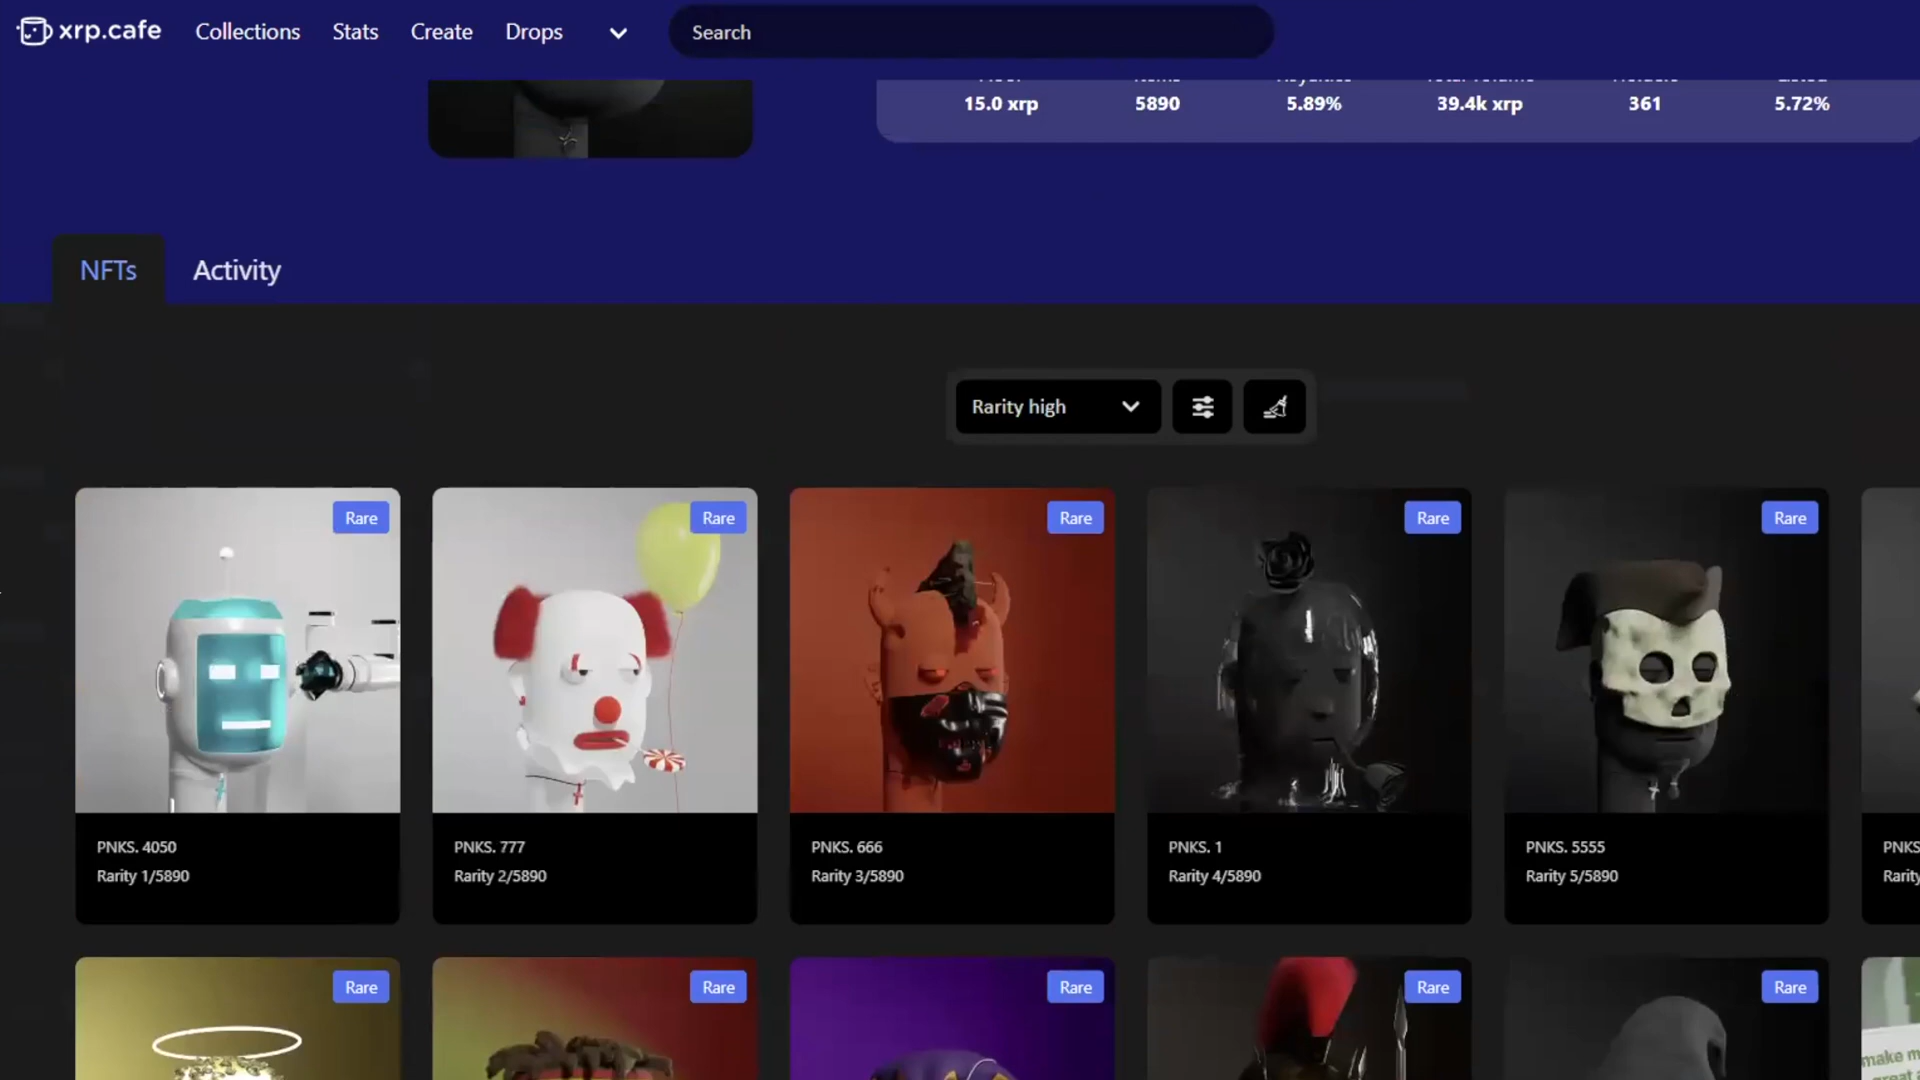 xrp.cafe Collections Stats Create Drops Search
15.0 xrp 5890 5.89% 39.4k xrp 361 5.72%
NFTs Activity
Rarity high
Rare Rare Rare Rare Rare
PNKS. 4050 PNKS. 777 PNKS. 666 PNKS. 1 PNKS. 5555 PNKS
Rarity 1/5890 Rarity 2/5890 Rarity 3/5890 Rarity 4/5890 Rarity 5/5890 Rarity
Rare Rare Rare Rare Rare
make m